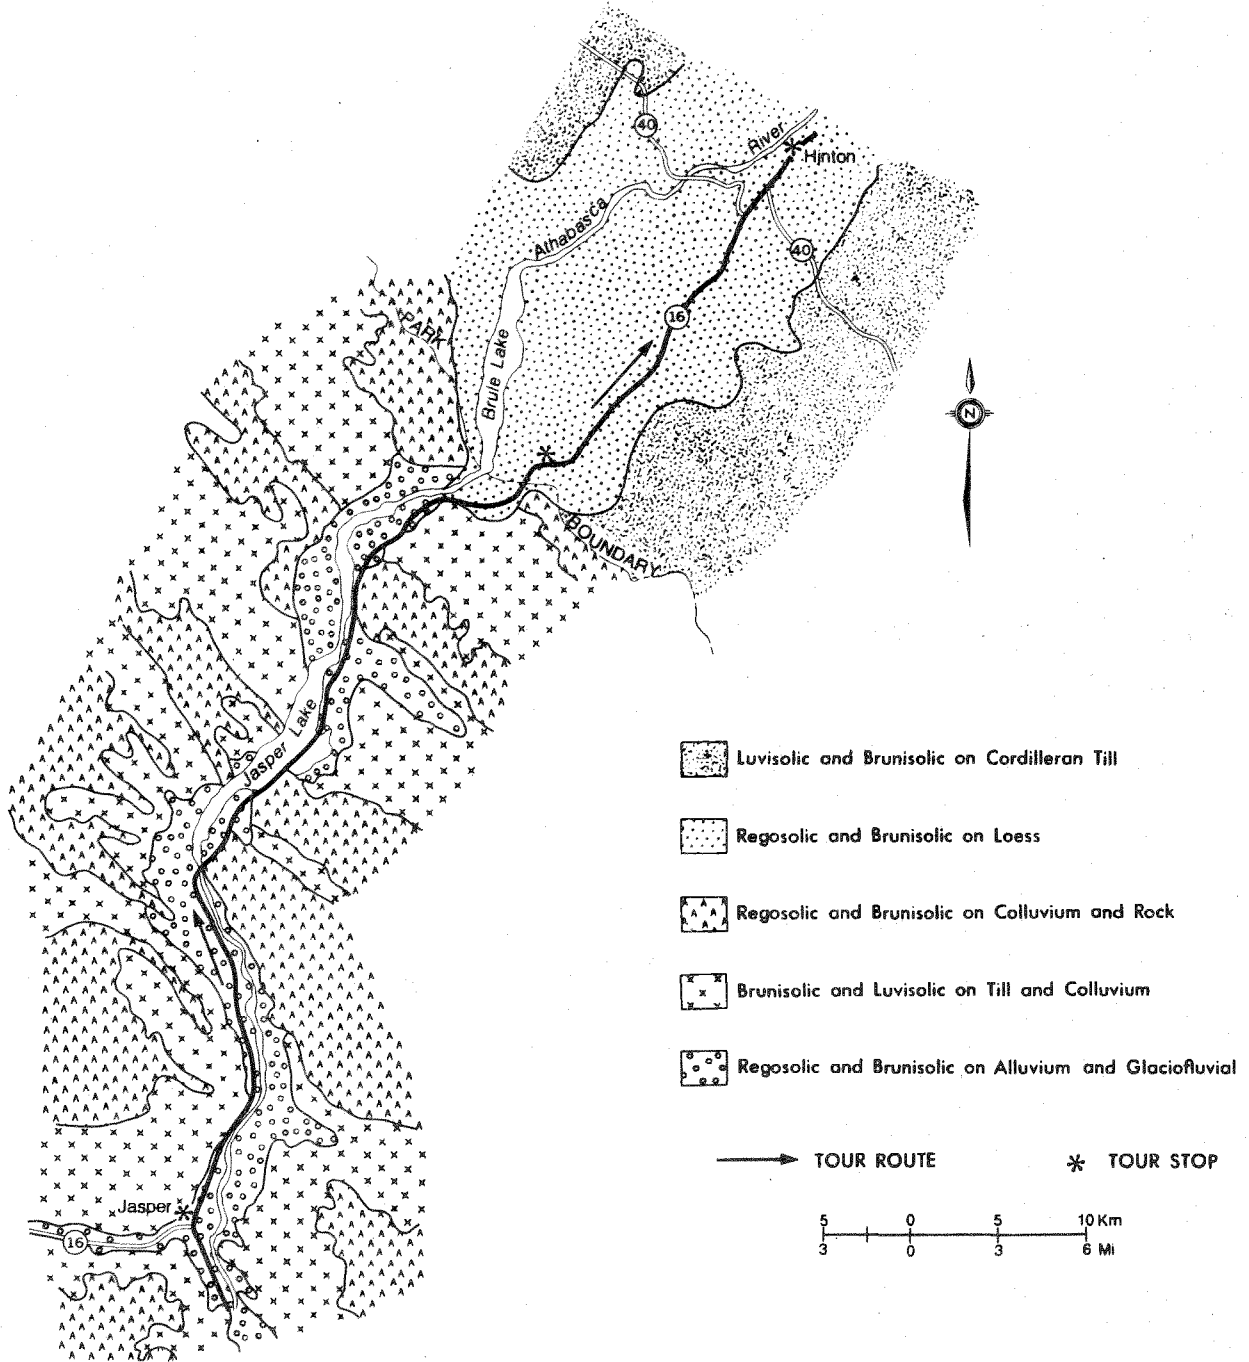 40
River
Hinton
Athabasca
40
PARK
16
Brule Lake
N
BOUNDARY
Jasper Lake
Luvisolic and Brunisolic on Cordilleran Till
Regosolic and Brunisolic on Loess
Regosolic and Brunisolic on Colluvium and Rock
Brunisolic and Luvisolic on Till and Colluvium
Regosolic and Brunisolic on Alluvium and Glaciofluvial
TOUR ROUTE
TOUR STOP
Jasper
16
5 0 5 10 Km
3 0 3 6 Mi